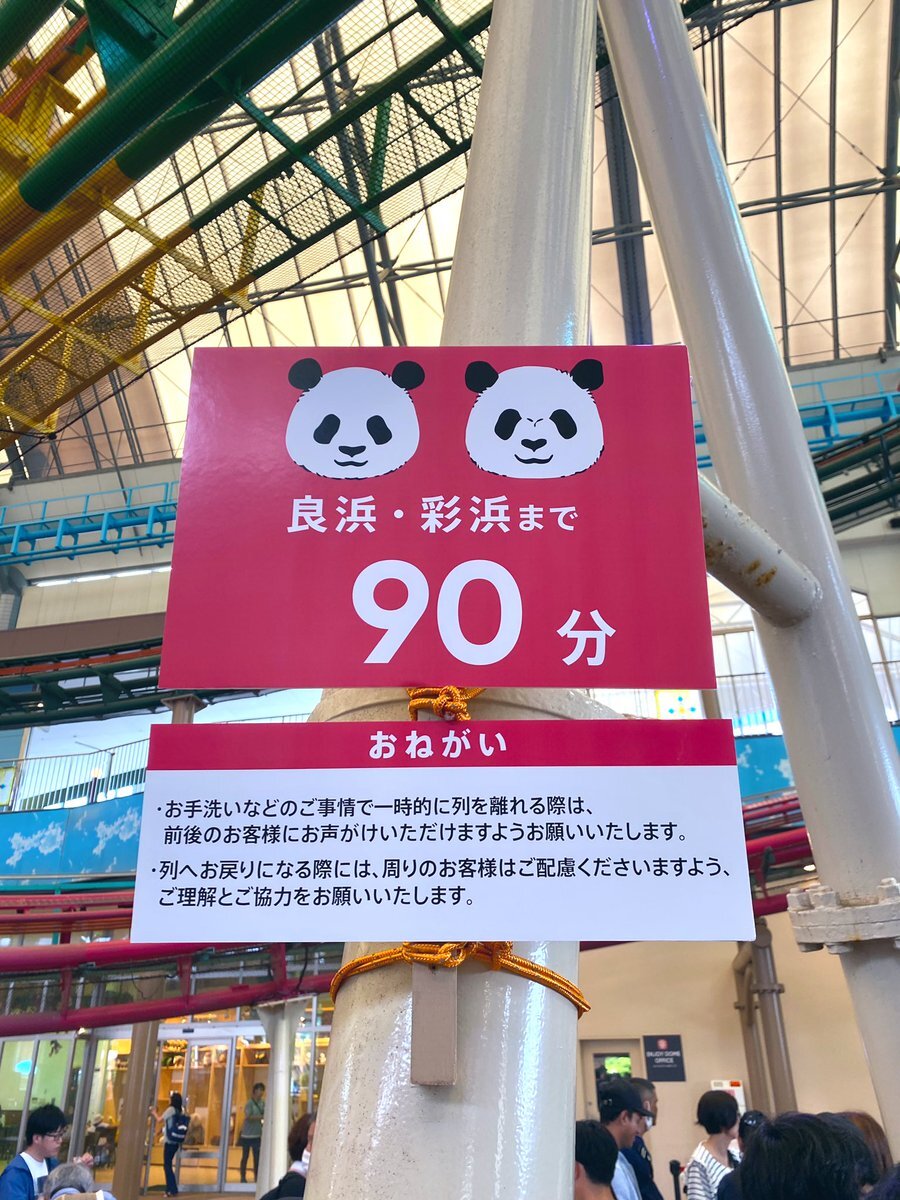 良浜・彩浜まで
90分
おねがい
・お手洗いなどのご事情で一時的に列を離れる際は、
前後のお客様にお声がけいただけますようお願いいたします。
・列へお戻りになる際には、周りのお客様はご配慮くださいますよう、
ご理解とご協力をお願いいたします。
ENJOY DOME
OFFICE